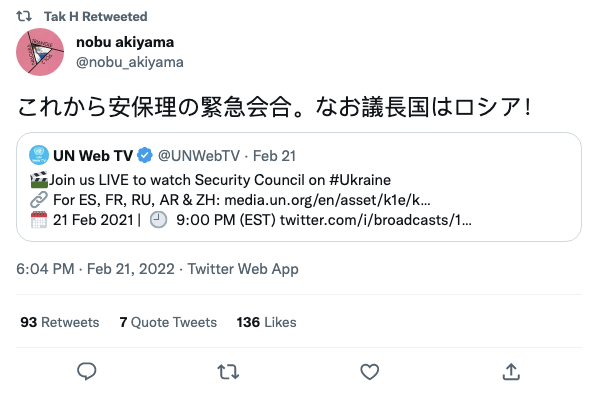 Tak H Retweeted
nobu akiyama
@nobu_akiyama
これから安保理の緊急会合。なお議長国はロシア！
UN Web TV @UNWebTV · Feb 21
Join us LIVE to watch Security Council on #Ukraine
For ES, FR, RU, AR & ZH: media.un.org/en/asset/k1e/k...
21 Feb 2021 | 9:00 PM (EST) twitter.com/i/broadcasts/1...
6:04 PM · Feb 21, 2022 · Twitter Web App
93 Retweets 7 Quote Tweets 136 Likes